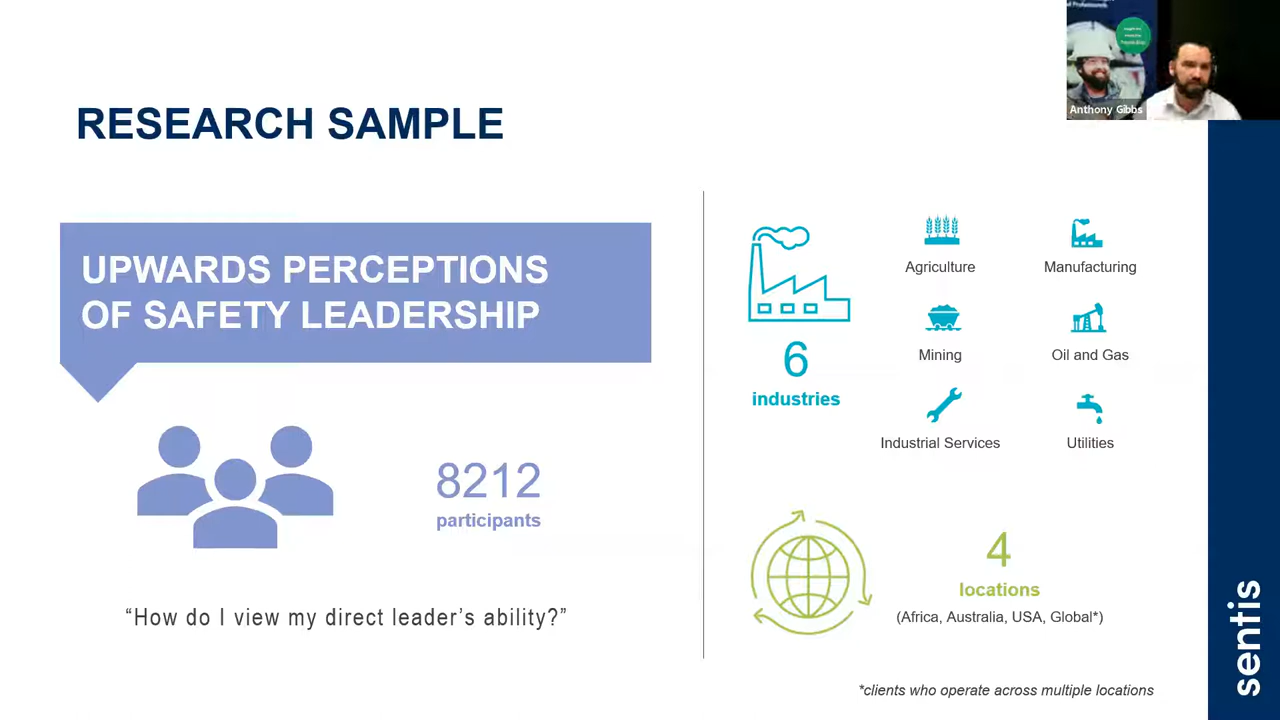 RESEARCH SAMPLE
UPWARDS PERCEPTIONS
OF SAFETY LEADERSHIP
8212
participants
“How do I view my direct leader’s ability?”
6
industries
Agriculture
Manufacturing
Mining
Oil and Gas
Industrial Services
Utilities
4
locations
(Africa, Australia, USA, Global*)
*clients who operate across multiple locations
sentis
Anthony Gibbs